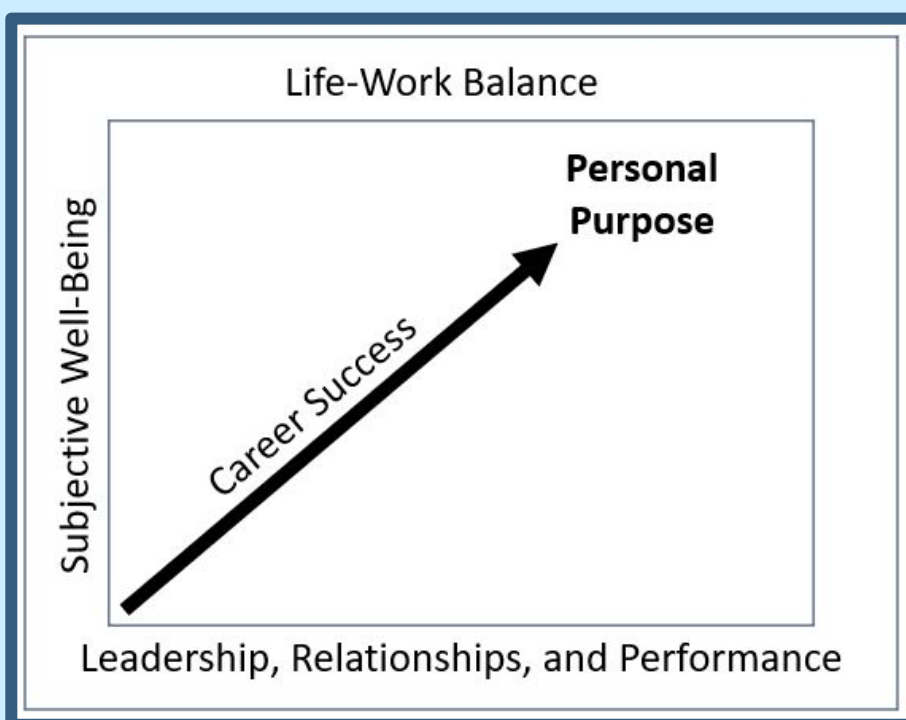 Life-Work Balance
Personal
Purpose
Subjective Well-Being
Career Success
Leadership, Relationships, and Performance